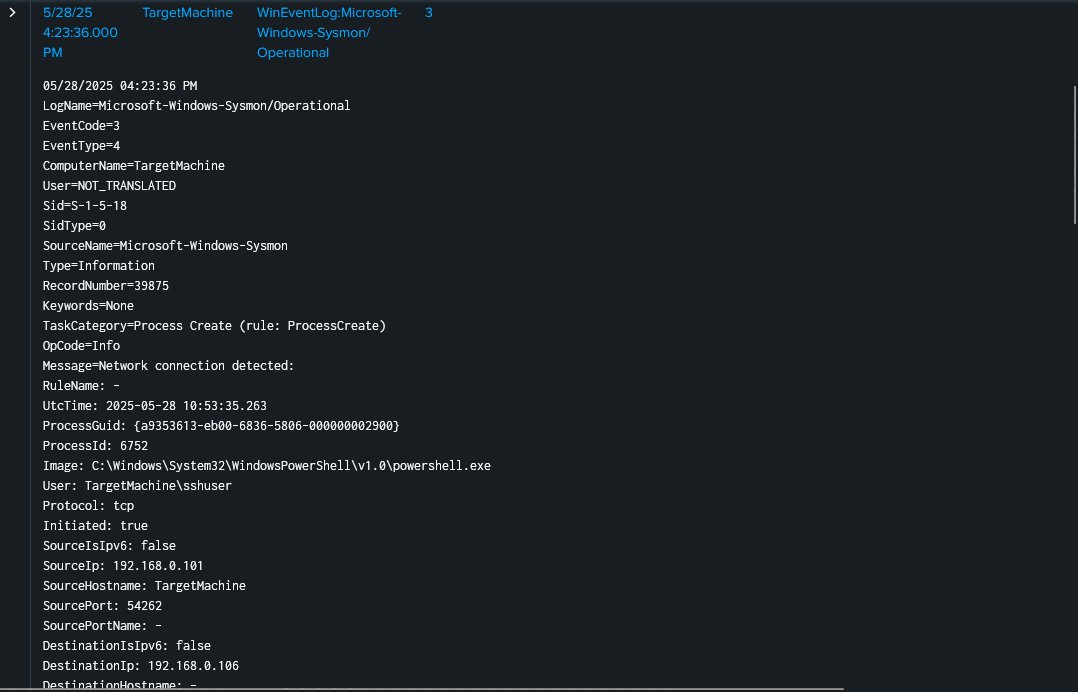 5/28/25 TargetMachine WinEventLog:Microsoft- 3
4:23:36.000 Windows-Sysmon/
PM Operational
05/28/2025 04:23:36 PM
LogName=Microsoft-Windows-Sysmon/Operational
EventCode=3
EventType=4
ComputerName=TargetMachine
User=NOT_TRANSLATED
Sid=S-1-5-18
SidType=0
SourceName=Microsoft-Windows-Sysmon
Type=Information
RecordNumber=39875
Keywords=None
TaskCategory=Process Create (rule: ProcessCreate)
OpCode=Info
Message=Network connection detected:
RuleName: -
UtcTime: 2025-05-28 10:53:35.263
ProcessGuid: {a9353613-eb00-6836-5806-000000002900}
ProcessId: 6752
Image: C:\Windows\System32\WindowsPowerShell\v1.0\powershell.exe
User: TargetMachine\sshuser
Protocol: tcp
Initiated: true
SourceIsIpv6: false
SourceIp: 192.168.0.101
SourceHostname: TargetMachine
SourcePort: 54262
SourcePortName: -
DestinationIsIpv6: false
DestinationIp: 192.168.0.106
DestinationHostname: -